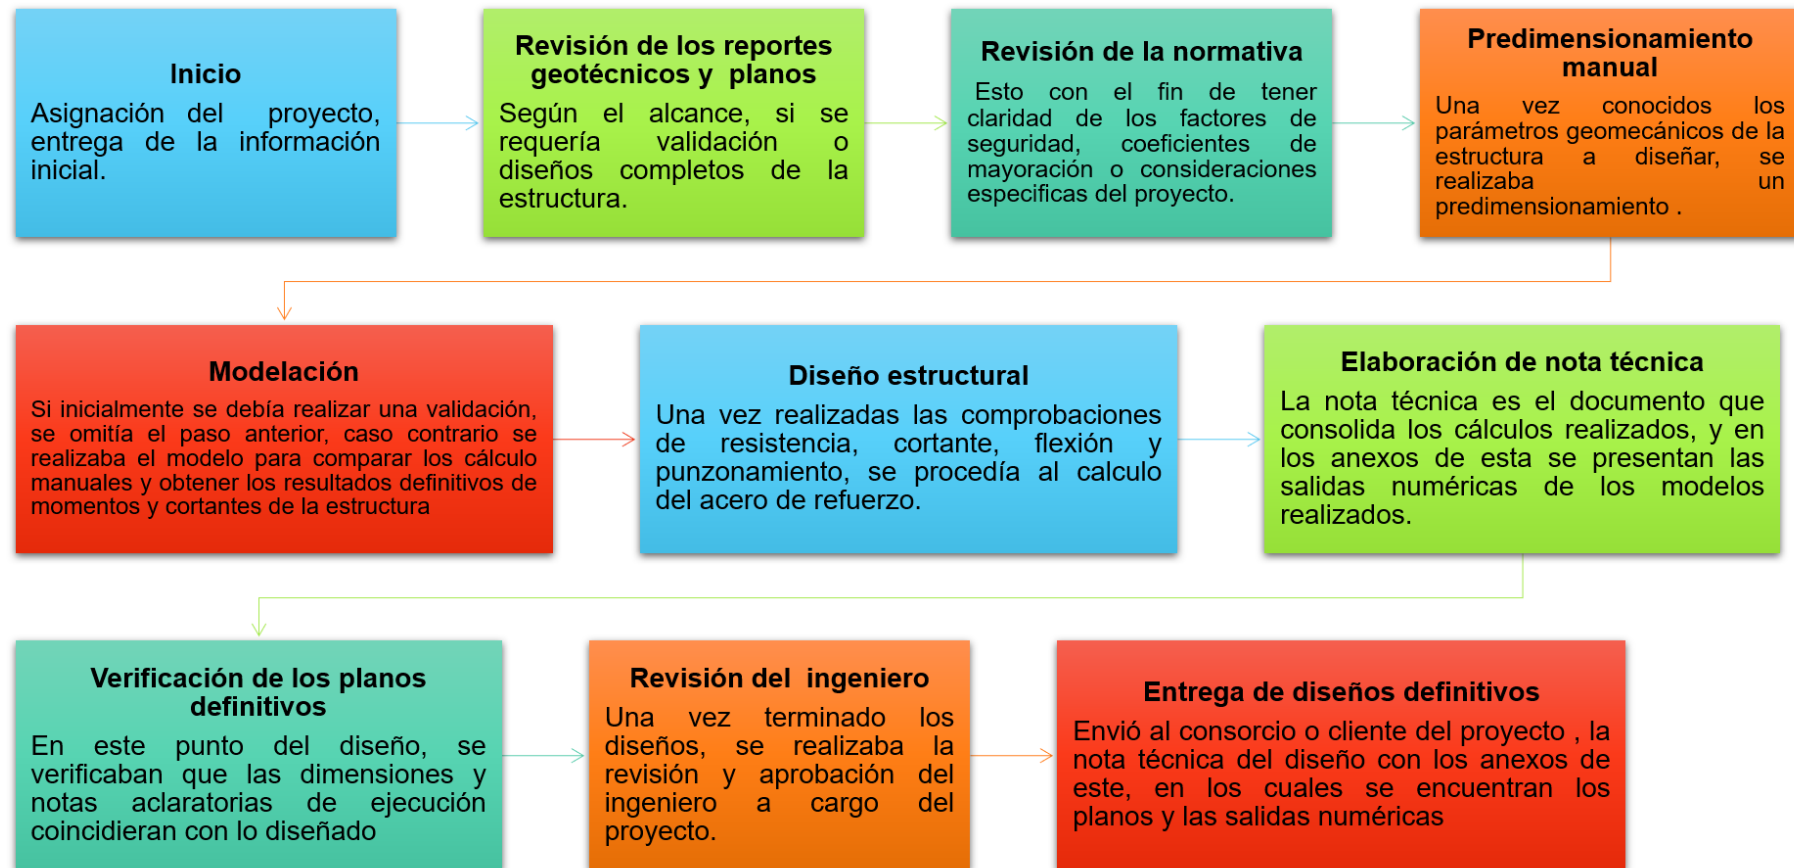 Inicio
Asignación del proyecto,
entrega de la información
inicial.
Revisión de los reportes
geotécnicos y planos
Según el alcance, si se
requería validación o
diseños completos de la
estructura.
Revisión de la normativa
Esto con el fin de tener
claridad de los factores de
seguridad, coeficientes de
mayoración o consideraciones
especificas del proyecto.
Predimensionamiento
manual
Una vez conocidos los
parámetros geomecánicos de la
estructura a diseñar, se
realizaba un
predimensionamiento .
Modelación
Si inicialmente se debía realizar una validación,
se omitía el paso anterior, caso contrario se
realizaba el modelo para comparar los cálculo
manuales y obtener los resultados definitivos de
momentos y cortantes de la estructura
Diseño estructural
Una vez realizadas las comprobaciones
de resistencia, cortante, flexión y
punzonamiento, se procedía al calculo
del acero de refuerzo.
Elaboración de nota técnica
La nota técnica es el documento que
consolida los cálculos realizados, y en
los anexos de esta se presentan las
salidas numéricas de los modelos
realizados.
Verificación de los planos
definitivos
En este punto del diseño, se
verificaban que las dimensiones y
notas aclaratorias de ejecución
coincidieran con lo diseñado
Revisión del ingeniero
Una vez terminado los
diseños, se realizaba la
revisión y aprobación del
ingeniero a cargo del
proyecto.
Entrega de diseños definitivos
Envió al consorcio o cliente del proyecto , la
nota técnica del diseño con los anexos de
este, en los cuales se encuentran los
planos y las salidas numéricas